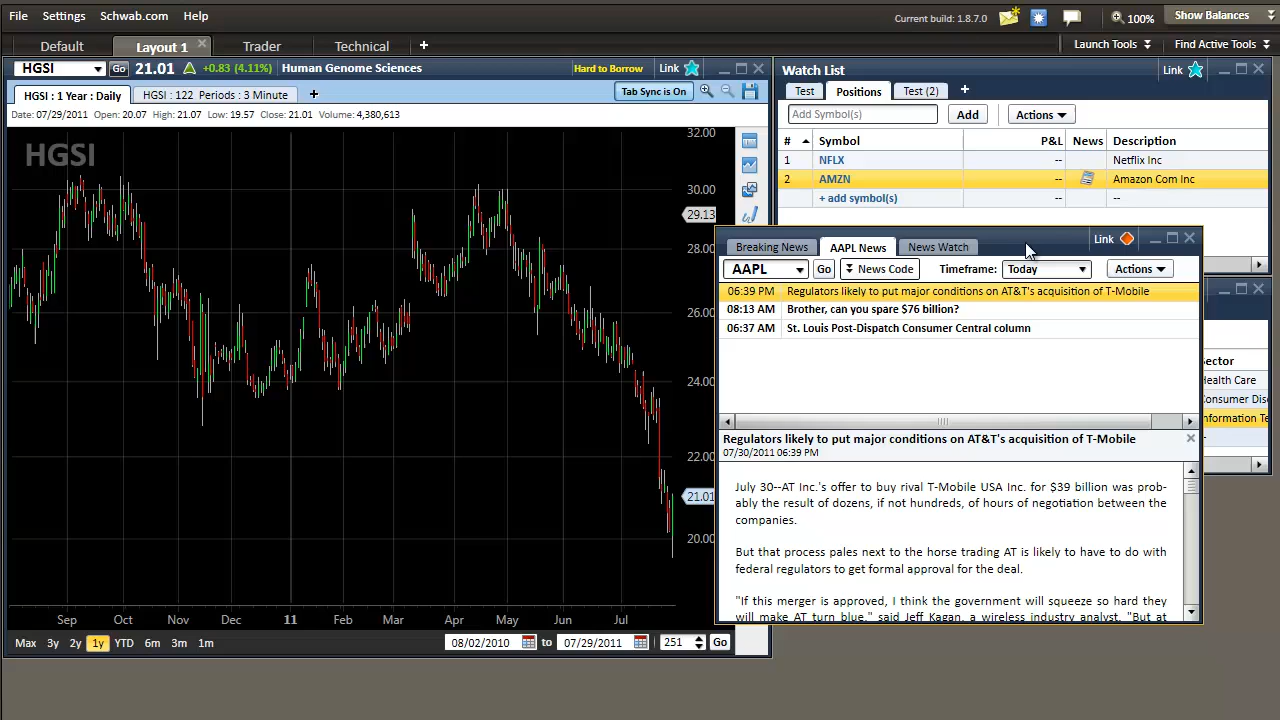 File Settings Schwab.com Help
Current build: 1.8.7.0 100% Show Balances
Default Layout 1 Trader Technical +
Launch Tools Find Active Tools
HGSI Go 21.01 +0.83 (4.11%) Human Genome Sciences Hard to Borrow Link
HGSI : 1 Year : Daily HGSI : 122 Periods : 3 Minute + Tab Sync is On
Date: 07/29/2011 Open: 20.07 High: 21.07 Low: 19.57 Close: 21.01 Volume: 4,380,613
HGSI
32.00
30.00
29.13
28.00
26.00
24.00
22.00
21.01
20.00
Sep Oct Nov Dec 11 Feb Mar Apr May Jun Jul
Max 3y 2y 1y YTD 6m 3m 1m 08/02/2010 to 07/29/2011 251 Go
Watch List Link
Test Positions Test (2) +
Add Symbol(s) Add Actions
# Symbol P&L News Description
1 NFLX -- Netflix Inc
2 AMZN -- Amazon Com Inc
+ add symbol(s) -- --
Breaking News AAPL News News Watch Link
AAPL Go News Code Timeframe: Today Actions
06:39 PM Regulators likely to put major conditions on AT&T's acquisition of T-Mobile
08:13 AM Brother, can you spare $76 billion?
06:37 AM St. Louis Post-Dispatch Consumer Central column
Regulators likely to put major conditions on AT&T's acquisition of T-Mobile
07/30/2011 06:39 PM
July 30--AT Inc.'s offer to buy rival T-Mobile USA Inc. for $39 billion was prob-
ably the result of dozens, if not hundreds, of hours of negotiation between the
companies.
But that process pales next to the horse trading AT is likely to have to do with
federal regulators to get formal approval for the deal.
"If this merger is approved, I think the government will squeeze so hard they
will make AT turn blue," said Jeff Kagan, a wireless industry analyst. "But at
ector
ealth Care
onsumer Disc
nformation Te
--